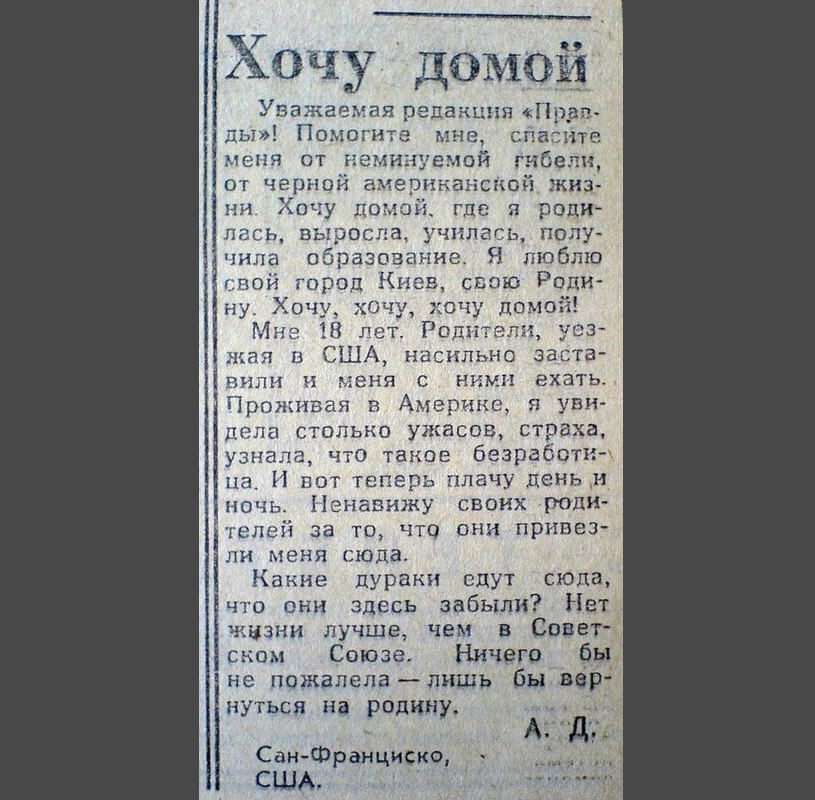 Хочу домой
Уважаемая редакция «Прав-
ды»! Помогите мне, спасите
меня от неминуемой гибели,
от черной американской жиз-
ни. Хочу домой, где я роди-
лась, выросла, училась, полу-
чила образование. Я люблю
свой город Киев, свою Роди-
ну. Хочу, хочу, хочу домой!
Мне 18 лет. Родители, уез-
жая в США, насильно заста-
вили и меня с ними ехать.
Проживая в Америке, я уви-
дела столько ужасов, страха,
узнала, что такое безработи-
ца. И вот теперь плачу день и
ночь. Ненавижу своих роди-
телей за то, что они привез-
ли меня сюда.
Какие дураки едут сюда,
что они здесь забыли? Нет
жизни лучше, чем в Совет-
ском Союзе. Ничего бы
не пожалела — лишь бы вер-
нуться на родину.
А. Д.
Сан-Франциско,
США.